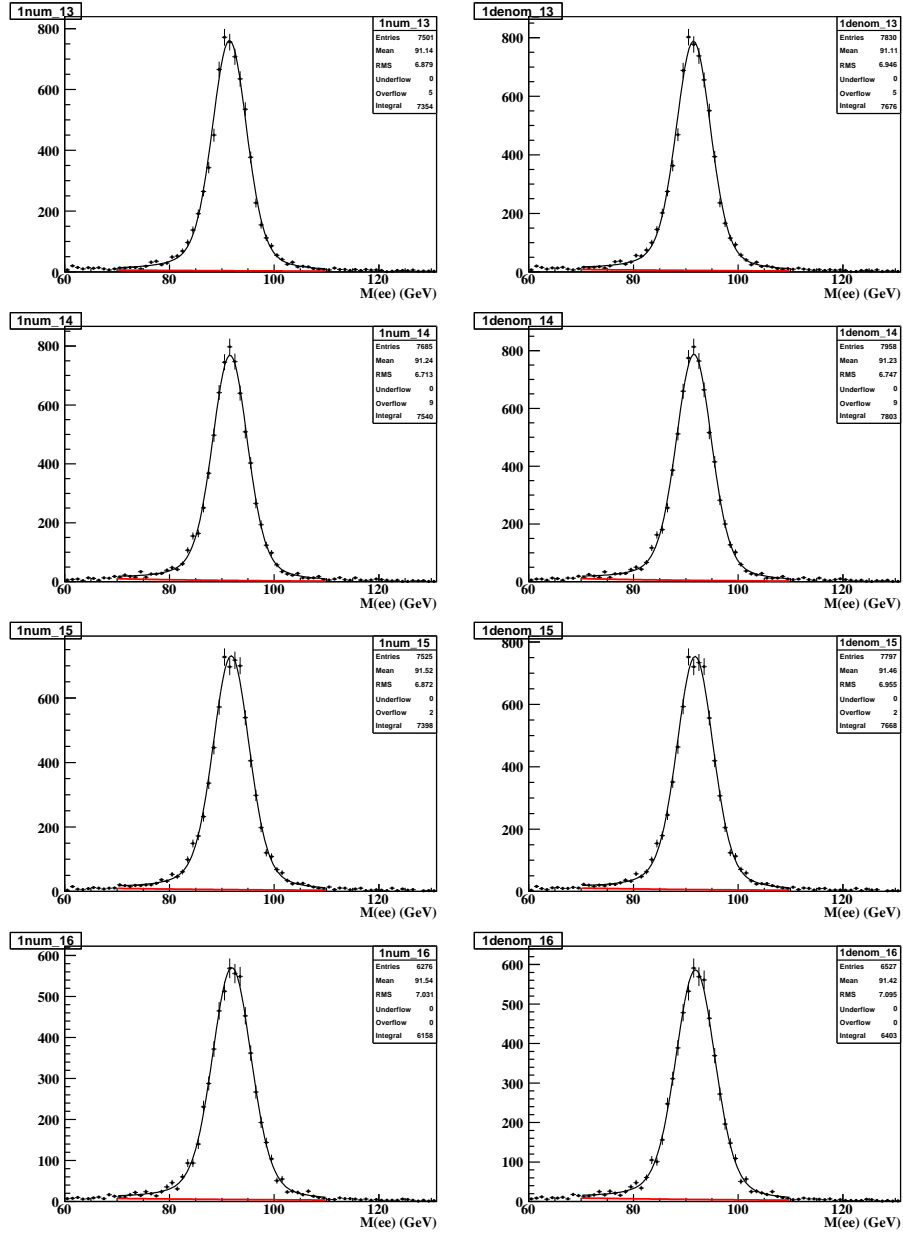 1num_13
1num_13
Entries 7501
Mean 91.14
RMS 6.879
Underflow 0
Overflow 5
Integral 7354
800
600
400
200
0
60 80 100 120
M(ee) (GeV)
1denom_13
1denom_13
Entries 7830
Mean 91.11
RMS 6.946
Underflow 0
Overflow 5
Integral 7676
800
600
400
200
0
60 80 100 120
M(ee) (GeV)
1num_14
1num_14
Entries 7685
Mean 91.24
RMS 6.713
Underflow 0
Overflow 9
Integral 7540
800
600
400
200
0
60 80 100 120
M(ee) (GeV)
1denom_14
1denom_14
Entries 7958
Mean 91.23
RMS 6.747
Underflow 0
Overflow 9
Integral 7803
800
600
400
200
0
60 80 100 120
M(ee) (GeV)
1num_15
1num_15
Entries 7525
Mean 91.52
RMS 6.872
Underflow 0
Overflow 2
Integral 7398
600
400
200
0
60 80 100 120
M(ee) (GeV)
1denom_15
1denom_15
Entries 7797
Mean 91.46
RMS 6.955
Underflow 0
Overflow 2
Integral 7668
800
600
400
200
0
60 80 100 120
M(ee) (GeV)
1num_16
1num_16
Entries 6276
Mean 91.54
RMS 7.031
Underflow 0
Overflow 0
Integral 6158
600
500
400
300
200
100
0
60 80 100 120
M(ee) (GeV)
1denom_16
1denom_16
Entries 6527
Mean 91.42
RMS 7.095
Underflow 0
Overflow 0
Integral 6403
600
500
400
300
200
100
0
60 80 100 120
M(ee) (GeV)